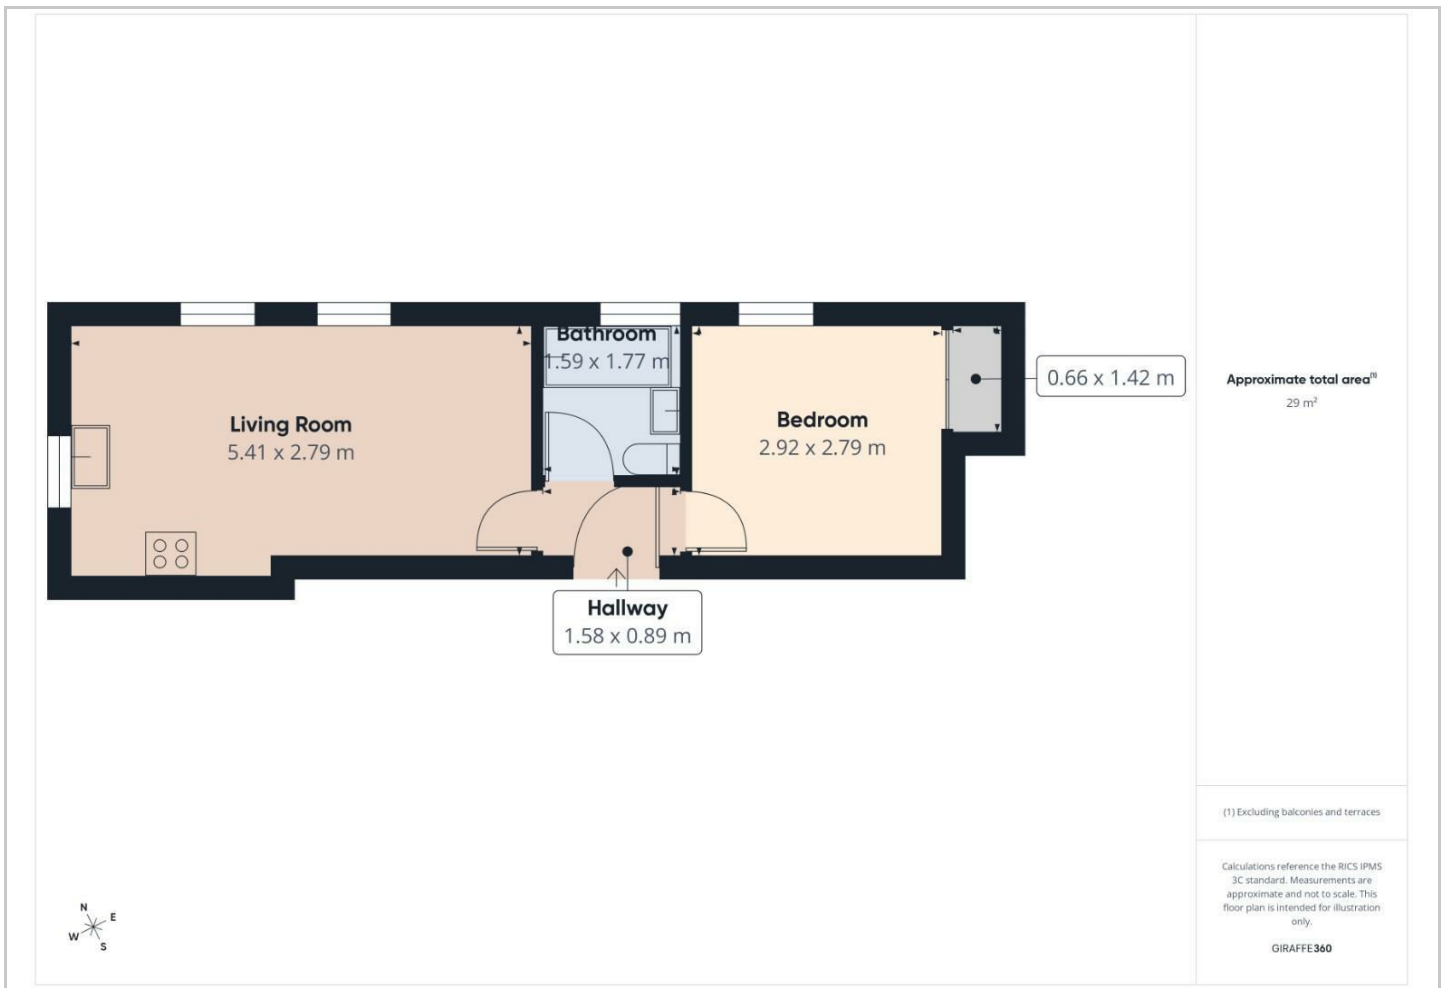 Bathroom
1.59 x 1.77 m
Living Room
5.41 x 2.79 m
Bedroom
2.92 x 2.79 m
0.66 x 1.42 m
Hallway
1.58 x 0.89 m
Approximate total area(1)
29 m²
(1) Excluding balconies and terraces
Calculations reference the RICS IPMS
3C standard. Measurements are
approximate and not to scale. This
floor plan is intended for illustration
only.
GIRAFFE360
N
E
W
S